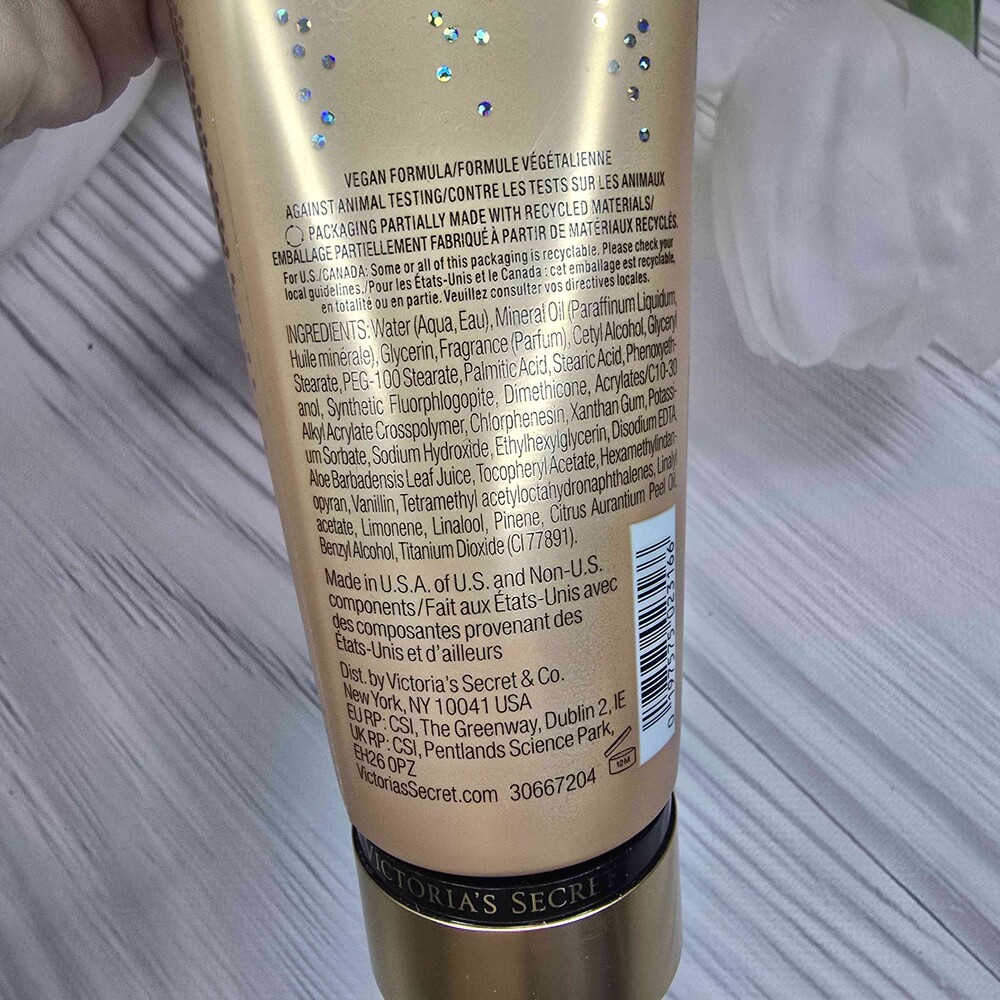 VEGAN FORMULA/FORMULE VÉGÉTALIENNE
AGAINST ANIMAL TESTING/CONTRE LES TESTS SUR LES ANIMAUX
PACKAGING PARTIALLY MADE WITH RECYCLED MATERIALS/
EMBALLAGE PARTIELLEMENT FABRIQUÉ À PARTIR DE MATÉRIAUX RECYCLÉS.
For U.S./CANADA: Some or all of this packaging is recyclable. Please check your
local guidelines./Pour les États-Unis et le Canada : cet emballage est recyclable,
en totalité ou en partie. Veuillez consulter vos directives locales.
INGREDIENTS: Water (Aqua, Eau), Mineral Oil (Paraffinum Liquidum,
Huile minérale), Glycerin, Fragrance (Parfum), Cetyl Alcohol, Glyceryl
Stearate, PEG-100 Stearate, Palmitic Acid, Stearic Acid, Phenoxyeth-
anol, Synthetic Fluorphlogopite, Dimethicone, Acrylates/C10-30
Alkyl Acrylate Crosspolymer, Chlorphenesin, Xanthan Gum, Potassi-
um Sorbate, Sodium Hydroxide, Ethylhexylglycerin, Disodium EDTA,
Aloe Barbadensis Leaf Juice, Tocopheryl Acetate, Hexamethylindan-
opyran, Vanillin, Tetramethyl acetyloctahydronaphthalenes, Linalyl
acetate, Limonene, Linalool, Pinene, Citrus Aurantium Peel Oil,
Benzyl Alcohol, Titanium Dioxide (CI 77891).
Made in U.S.A. of U.S. and Non-U.S.
components/Fait aux États-Unis avec
des composantes provenant des
États-Unis et d'ailleurs
Dist. by Victoria's Secret & Co.
New York, NY 10041 USA
EU RP: CSI, The Greenway, Dublin 2, IE
UK RP: CSI, Pentlands Science Park,
EH26 0PZ
VictoriasSecret.com 30667204
12M
VICTORIA'S SECRET